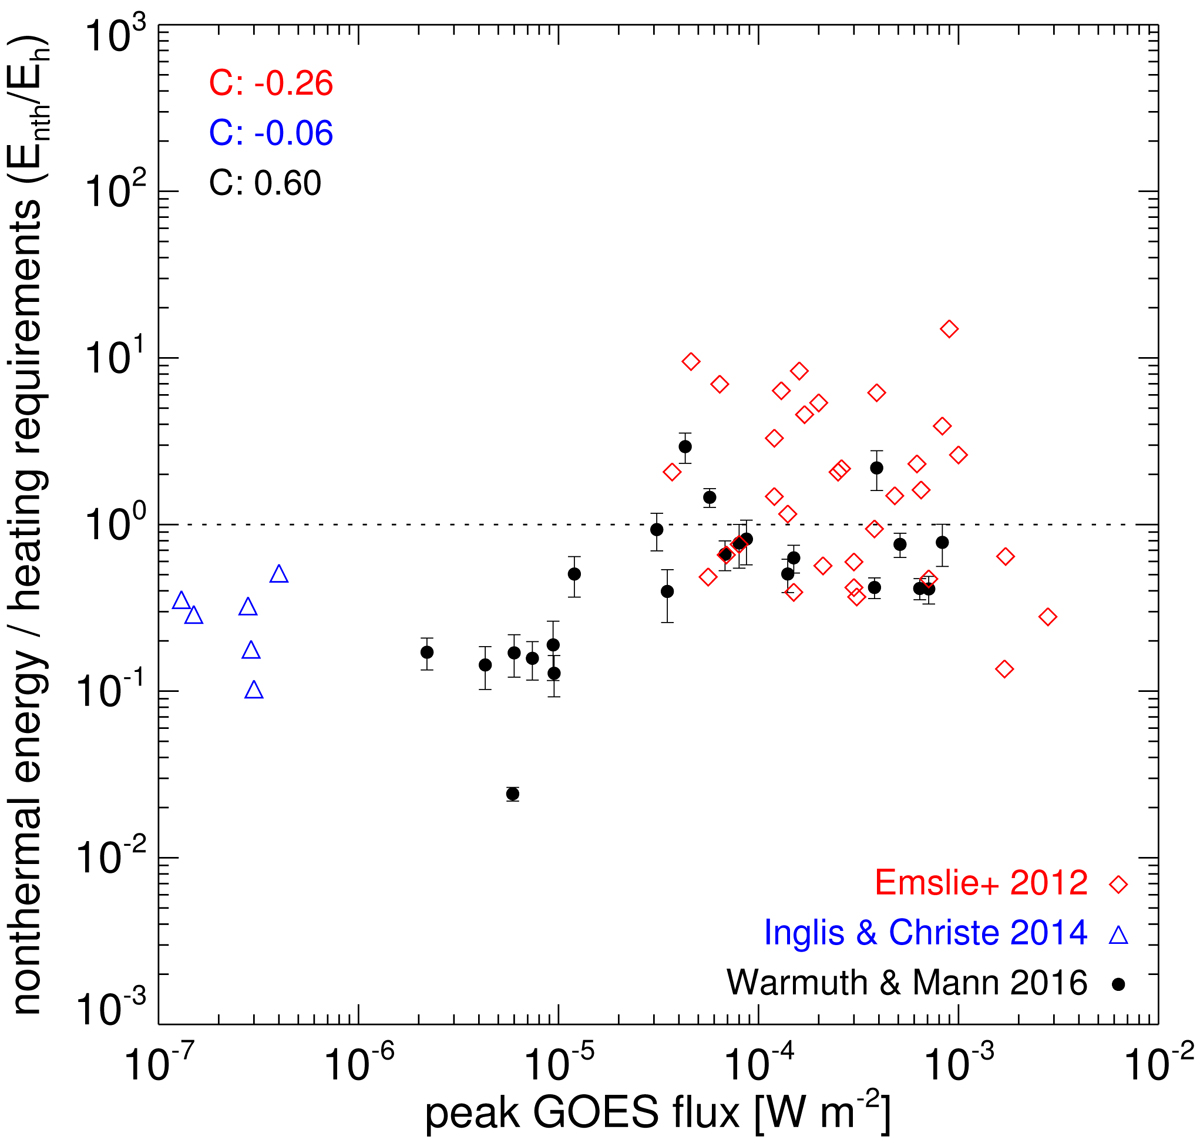 nonthermal energy / heating requirements (E_nth/E_h)
10^3
10^2
10^1
10^0
10^-1
10^-2
10^-3
C: -0.26
C: -0.06
C: 0.60
Emslie+ 2012
Inglis & Christe 2014
Warmuth & Mann 2016
10^-7 10^-6 10^-5 10^-4 10^-3 10^-2
peak GOES flux [W m^-2]